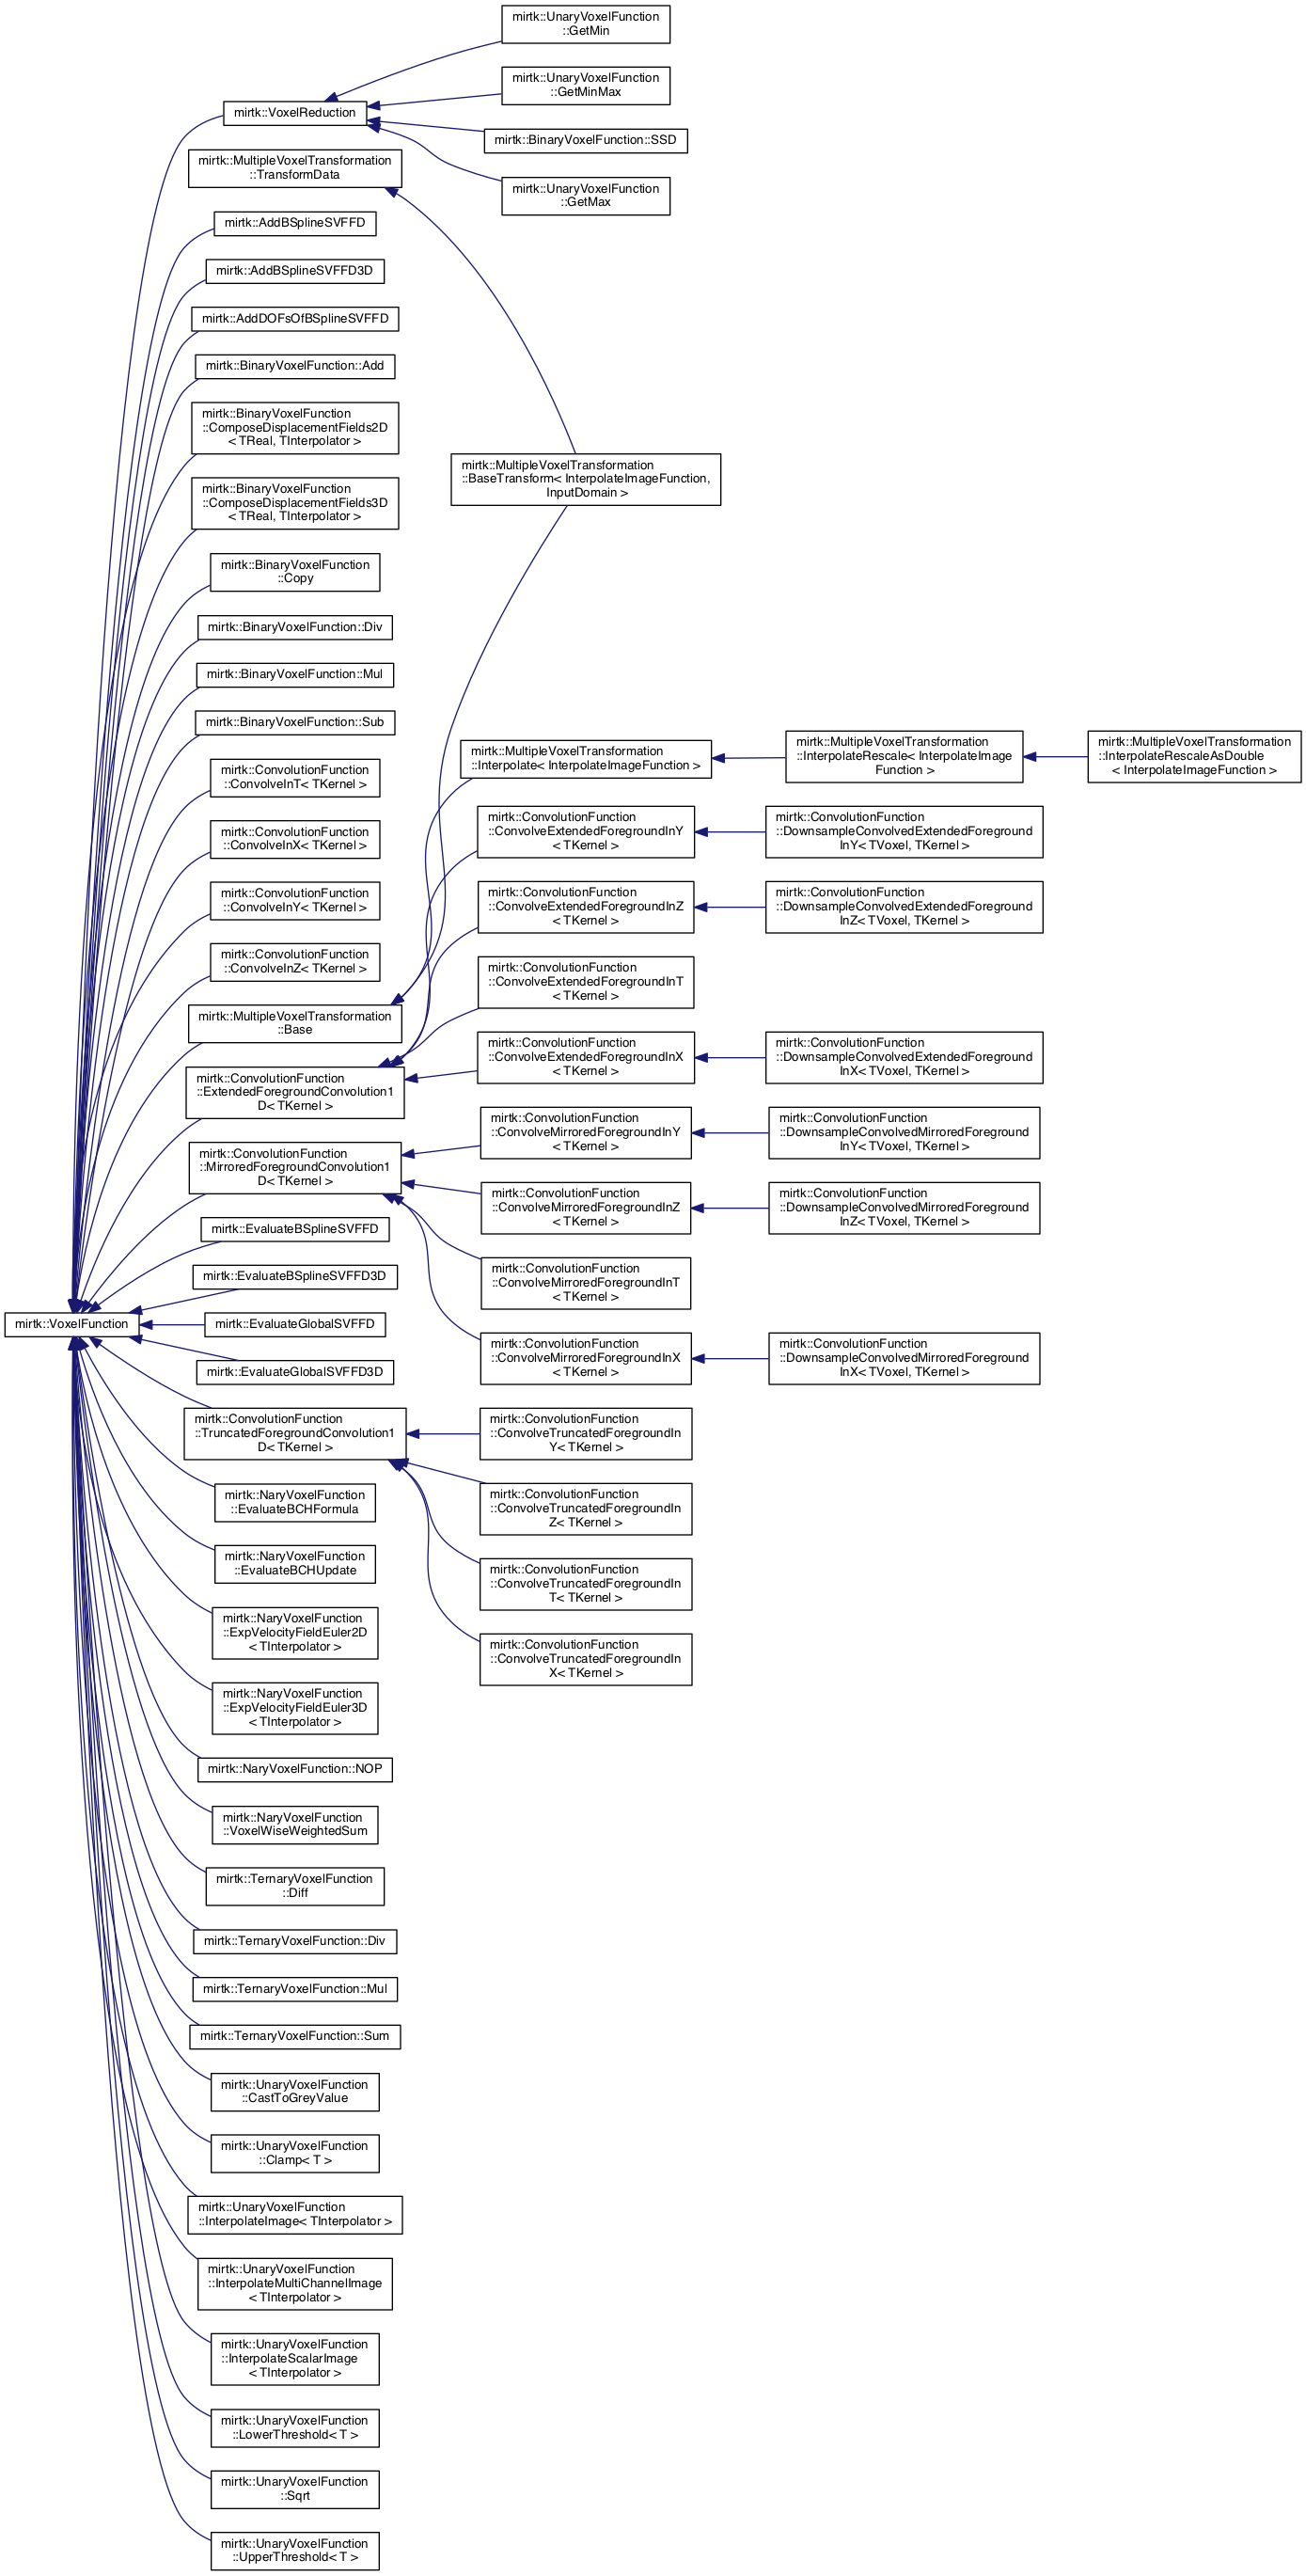 mirtk::UnaryVoxelFunction
::GetMin
mirtk::UnaryVoxelFunction
::GetMinMax
mirtk::VoxelReduction
mirtk::BinaryVoxelFunction::SSD
mirtk::MultipleVoxelTransformation
::TransformData
mirtk::UnaryVoxelFunction
::GetMax
mirtk::AddBSplineSVFFD
mirtk::AddBSplineSVFFD3D
mirtk::AddDOFsOfBSplineSVFFD
mirtk::BinaryVoxelFunction::Add
mirtk::BinaryVoxelFunction
::ComposeDisplacementFields2D
< TReal, TInterpolator >
mirtk::MultipleVoxelTransformation
::BaseTransform< InterpolateImageFunction,
InputDomain >
mirtk::BinaryVoxelFunction
::ComposeDisplacementFields3D
< TReal, TInterpolator >
mirtk::BinaryVoxelFunction
::Copy
mirtk::BinaryVoxelFunction::Div
mirtk::BinaryVoxelFunction::Mul
mirtk::BinaryVoxelFunction::Sub
mirtk::MultipleVoxelTransformation
::Interpolate< InterpolateImageFunction >
mirtk::MultipleVoxelTransformation
::InterpolateRescale< InterpolateImage
Function >
mirtk::MultipleVoxelTransformation
::InterpolateRescaleAsDouble
< InterpolateImageFunction >
mirtk::ConvolutionFunction
::ConvolveInT< TKernel >
mirtk::ConvolutionFunction
::ConvolveExtendedForegroundInY
< TKernel >
mirtk::ConvolutionFunction
::DownsampleConvolvedExtendedForeground
InY< TVoxel, TKernel >
mirtk::ConvolutionFunction
::ConvolveInX< TKernel >
mirtk::ConvolutionFunction
::ConvolveInY< TKernel >
mirtk::ConvolutionFunction
::ConvolveExtendedForegroundInZ
< TKernel >
mirtk::ConvolutionFunction
::DownsampleConvolvedExtendedForeground
InZ< TVoxel, TKernel >
mirtk::ConvolutionFunction
::ConvolveInZ< TKernel >
mirtk::ConvolutionFunction
::ConvolveExtendedForegroundInT
< TKernel >
mirtk::MultipleVoxelTransformation
::Base
mirtk::ConvolutionFunction
::ConvolveExtendedForegroundInX
< TKernel >
mirtk::ConvolutionFunction
::DownsampleConvolvedExtendedForeground
InX< TVoxel, TKernel >
mirtk::ConvolutionFunction
::ExtendedForegroundConvolution1
D< TKernel >
mirtk::ConvolutionFunction
::ConvolveMirroredForegroundInY
< TKernel >
mirtk::ConvolutionFunction
::DownsampleConvolvedMirroredForeground
InY< TVoxel, TKernel >
mirtk::ConvolutionFunction
::MirroredForegroundConvolution1
D< TKernel >
mirtk::ConvolutionFunction
::ConvolveMirroredForegroundInZ
< TKernel >
mirtk::ConvolutionFunction
::DownsampleConvolvedMirroredForeground
InZ< TVoxel, TKernel >
mirtk::EvaluateBSplineSVFFD
mirtk::EvaluateBSplineSVFFD3D
mirtk::ConvolutionFunction
::ConvolveMirroredForegroundInT
< TKernel >
mirtk::VoxelFunction
mirtk::EvaluateGlobalSVFFD
mirtk::EvaluateGlobalSVFFD3D
mirtk::ConvolutionFunction
::ConvolveMirroredForegroundInX
< TKernel >
mirtk::ConvolutionFunction
::DownsampleConvolvedMirroredForeground
InX< TVoxel, TKernel >
mirtk::ConvolutionFunction
::TruncatedForegroundConvolution1
D< TKernel >
mirtk::ConvolutionFunction
::ConvolveTruncatedForegroundIn
Y< TKernel >
mirtk::NaryVoxelFunction
::EvaluateBCHFormula
mirtk::ConvolutionFunction
::ConvolveTruncatedForegroundIn
Z< TKernel >
mirtk::NaryVoxelFunction
::EvaluateBCHUpdate
mirtk::ConvolutionFunction
::ConvolveTruncatedForegroundIn
T< TKernel >
mirtk::NaryVoxelFunction
::ExpVelocityFieldEuler2D
< TInterpolator >
mirtk::ConvolutionFunction
::ConvolveTruncatedForegroundIn
X< TKernel >
mirtk::NaryVoxelFunction
::ExpVelocityFieldEuler3D
< TInterpolator >
mirtk::NaryVoxelFunction::NOP
mirtk::NaryVoxelFunction
::VoxelWiseWeightedSum
mirtk::TernaryVoxelFunction
::Diff
mirtk::TernaryVoxelFunction::Div
mirtk::TernaryVoxelFunction::Mul
mirtk::TernaryVoxelFunction::Sum
mirtk::UnaryVoxelFunction
::CastToGreyValue
mirtk::UnaryVoxelFunction
::Clamp< T >
mirtk::UnaryVoxelFunction
::InterpolateImage< TInterpolator >
mirtk::UnaryVoxelFunction
::InterpolateMultiChannelImage
< TInterpolator >
mirtk::UnaryVoxelFunction
::InterpolateScalarImage
< TInterpolator >
mirtk::UnaryVoxelFunction
::LowerThreshold< T >
mirtk::UnaryVoxelFunction
::Sqrt
mirtk::UnaryVoxelFunction
::UpperThreshold< T >